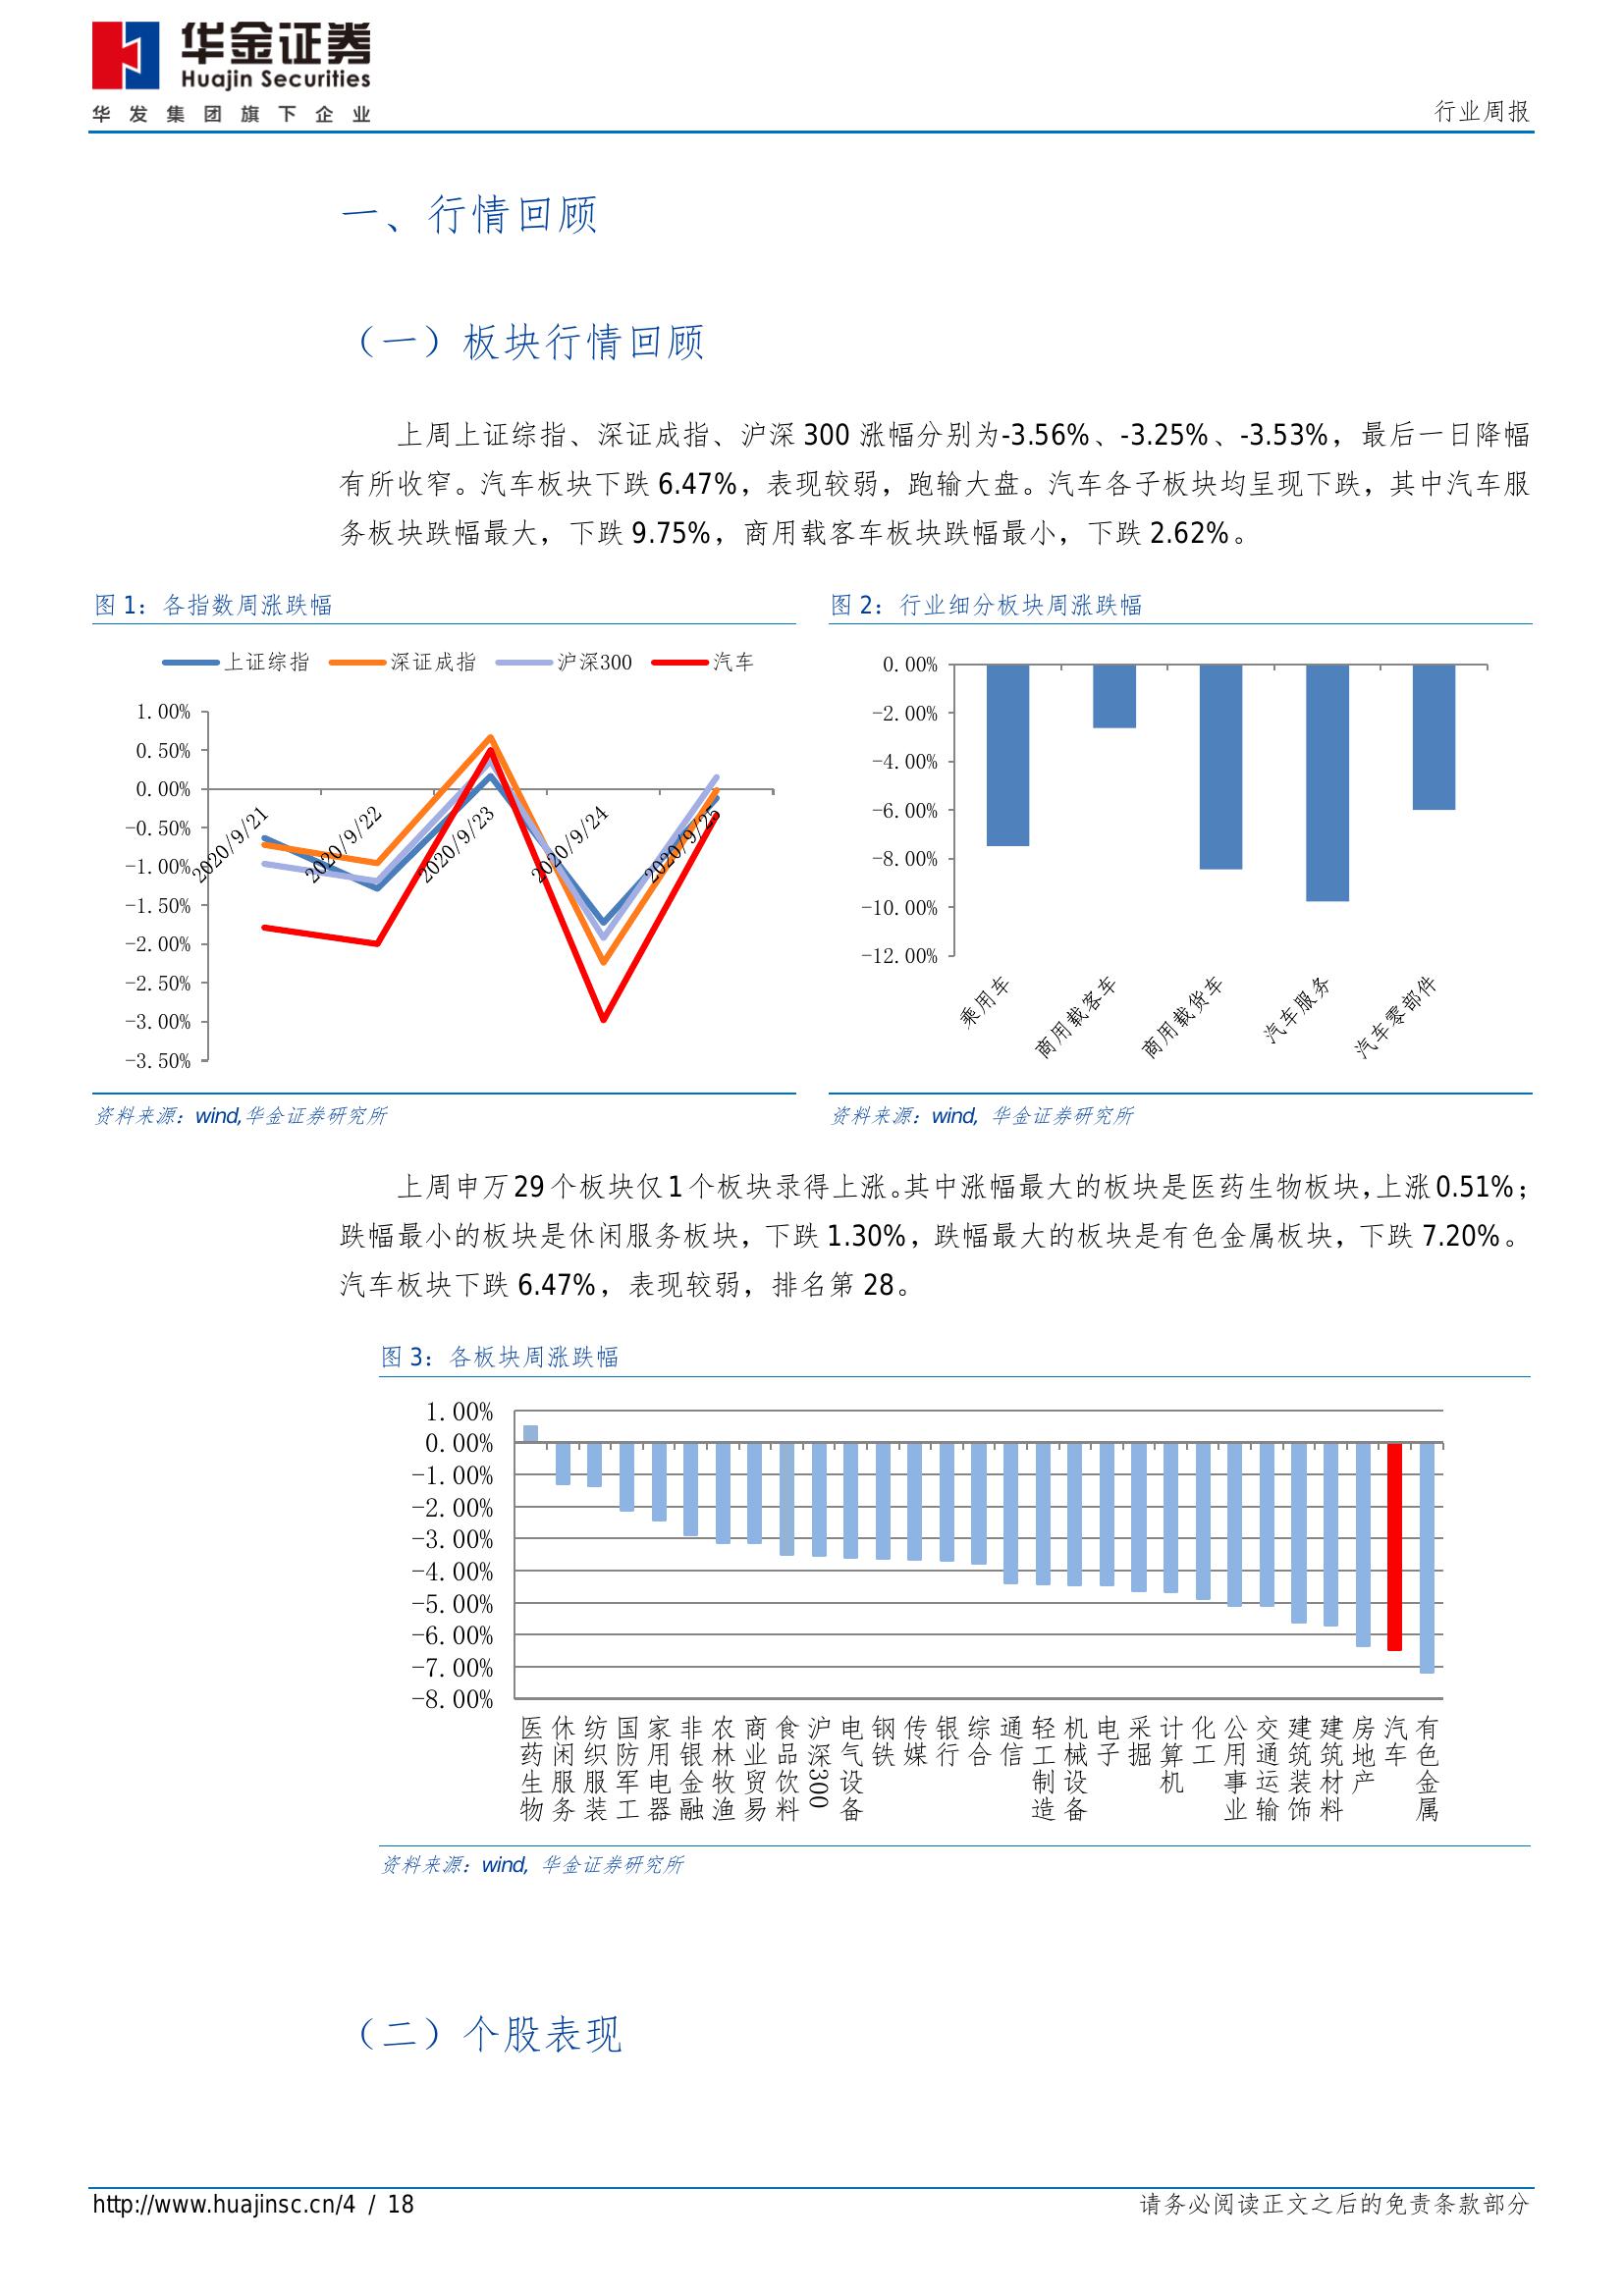 华金证券
Huajin Securities
华发集团旗下企业
行业周报
一、行情回顾
（一）板块行情回顾
上周上证综指、深证成指、沪深 300 涨幅分别为-3.56%、-3.25%、-3.53%，最后一日降幅
有所收窄。汽车板块下跌 6.47%，表现较弱，跑输大盘。汽车各子板块均呈现下跌，其中汽车服
务板块跌幅最大，下跌 9.75%，商用载客车板块跌幅最小，下跌 2.62%。
图 1：各指数周涨跌幅
上证综指 深证成指 沪深300 汽车
1.00%
0.50%
0.00%
-0.50%
-1.00%
-1.50%
-2.00%
-2.50%
-3.00%
-3.50%
2020/9/21
2020/9/22
2020/9/23
2020/9/24
2020/9/25
资料来源：wind,华金证券研究所
图 2：行业细分板块周涨跌幅
0.00%
-2.00%
-4.00%
-6.00%
-8.00%
-10.00%
-12.00%
乘用车
商用载客车
商用载货车
汽车服务
汽车零部件
资料来源：wind, 华金证券研究所
上周申万 29 个板块仅 1 个板块录得上涨。其中涨幅最大的板块是医药生物板块，上涨 0.51%；
跌幅最小的板块是休闲服务板块，下跌 1.30%，跌幅最大的板块是有色金属板块，下跌 7.20%。
汽车板块下跌 6.47%，表现较弱，排名第 28。
图 3：各板块周涨跌幅
1.00%
0.00%
-1.00%
-2.00%
-3.00%
-4.00%
-5.00%
-6.00%
-7.00%
-8.00%
医药生物
休闲服务
纺织服装
国防军工
家用电器
非银金融
农林牧渔
商业贸易
食品饮料
沪深300
电气设备
钢铁
传媒
银行
综合
通信
轻工制造
机械设备
电子
采掘
计算机
化工
公用事业
交通运输
建筑装饰
建筑材料
房地产
汽车
有色金属
资料来源：wind, 华金证券研究所
（二）个股表现
http://www.huajinsc.cn/4 / 18
请务必阅读正文之后的免责条款部分